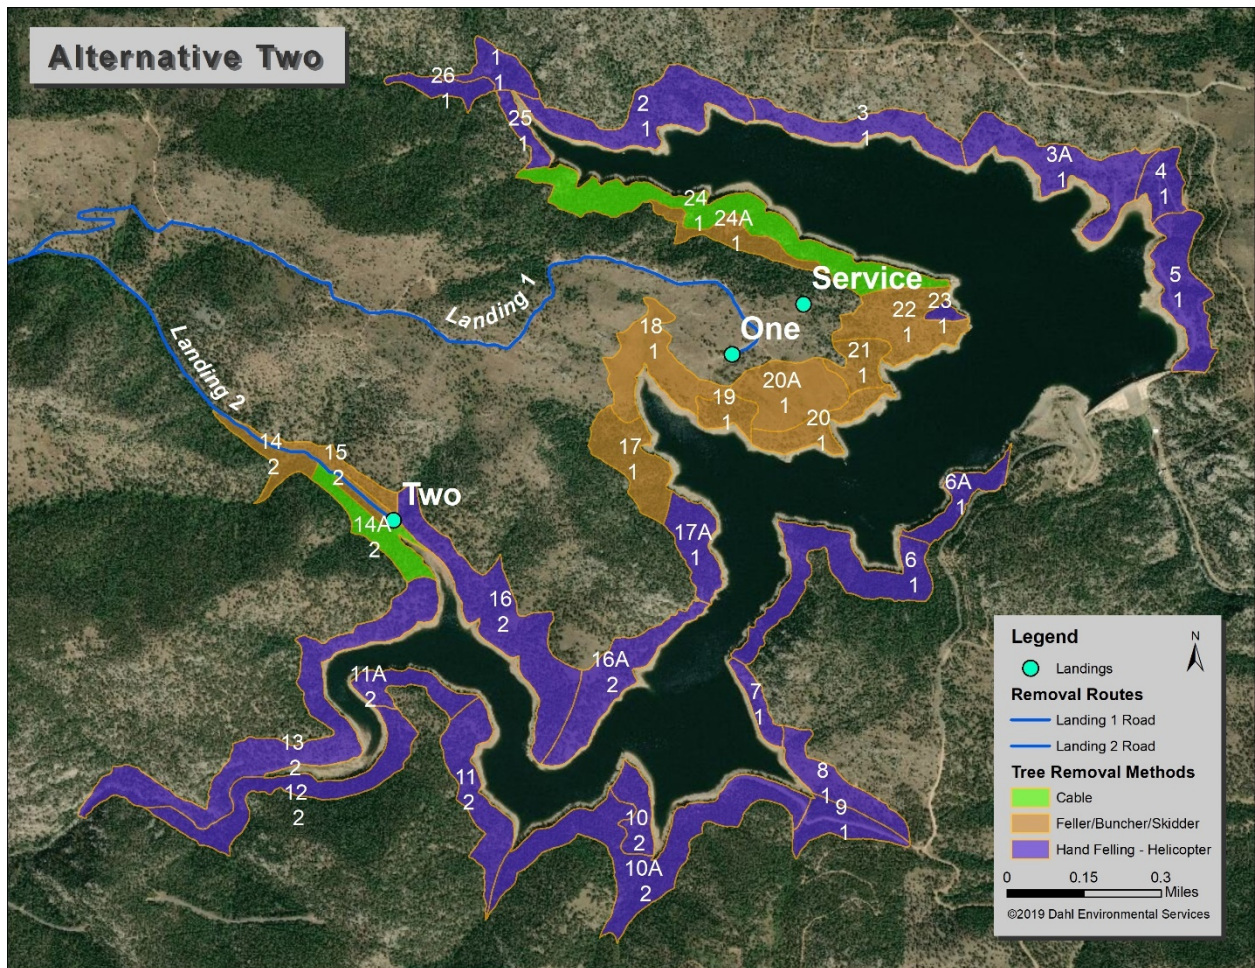 Alternative Two
1
1
26
1
25
1
2
1
3
1
3A
1
4
1
5
1
24
1
24A
1
Service
22
1
23
1
Landing 1
One
18
1
21
1
20A
1
19
1
20
1
17
1
Landing 2
14
2
15
2
Two
14A
2
17A
1
6A
1
6
1
16
2
16A
2
11A
2
7
1
13
2
12
2
11
2
8
1
9
1
10
2
10A
2
Legend
N
Landings
Removal Routes
Landing 1 Road
Landing 2 Road
Tree Removal Methods
Cable
Feller/Buncher/Skidder
Hand Felling - Helicopter
0 0.15 0.3
Miles
©2019 Dahl Environmental Services